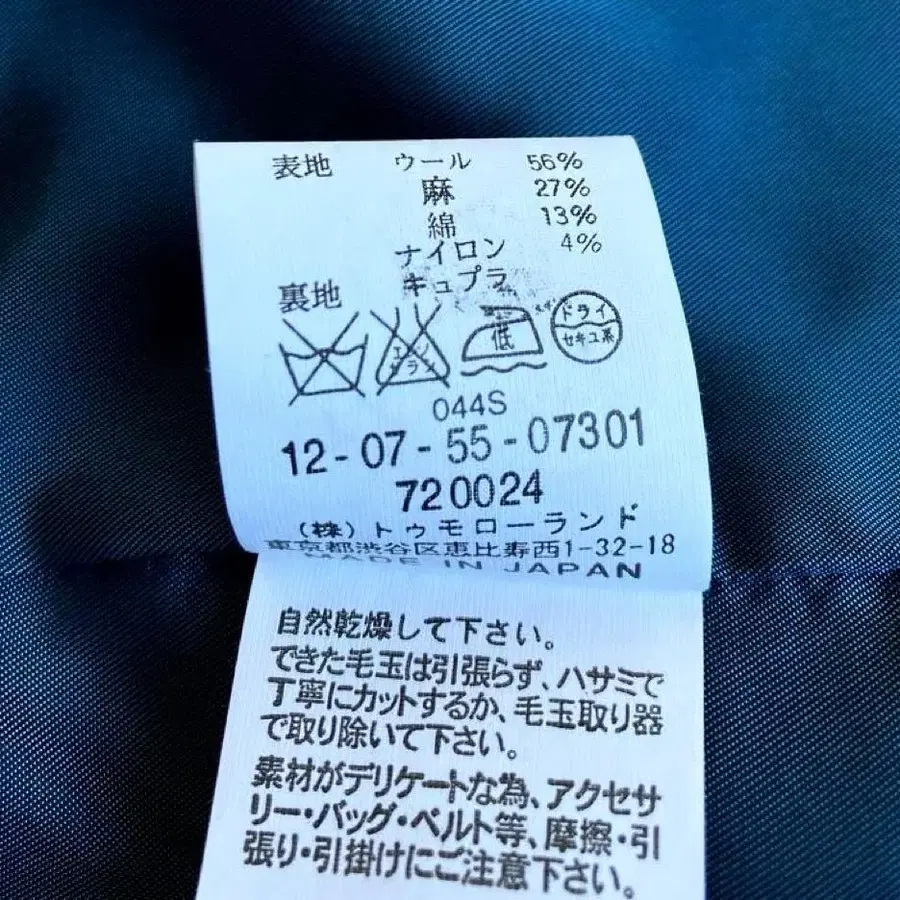 表地 ウール 56%
麻 27%
綿 13%
ナイロン 4%
裏地 キュプラ
エンソサラシ 低 ドライ セキユ系
044S
12-07-55-07301
720024
(株)トゥモローランド
東京都渋谷区恵比寿西1-32-18
MADE IN JAPAN
自然乾燥して下さい。
できた毛玉は引張らず、ハサミで
丁寧にカットするか、毛玉取り器
で取り除いて下さい。
素材がデリケートな為、アクセサ
リー・バッグ・ベルト等、摩擦・引
張り・引掛けにご注意下さい。